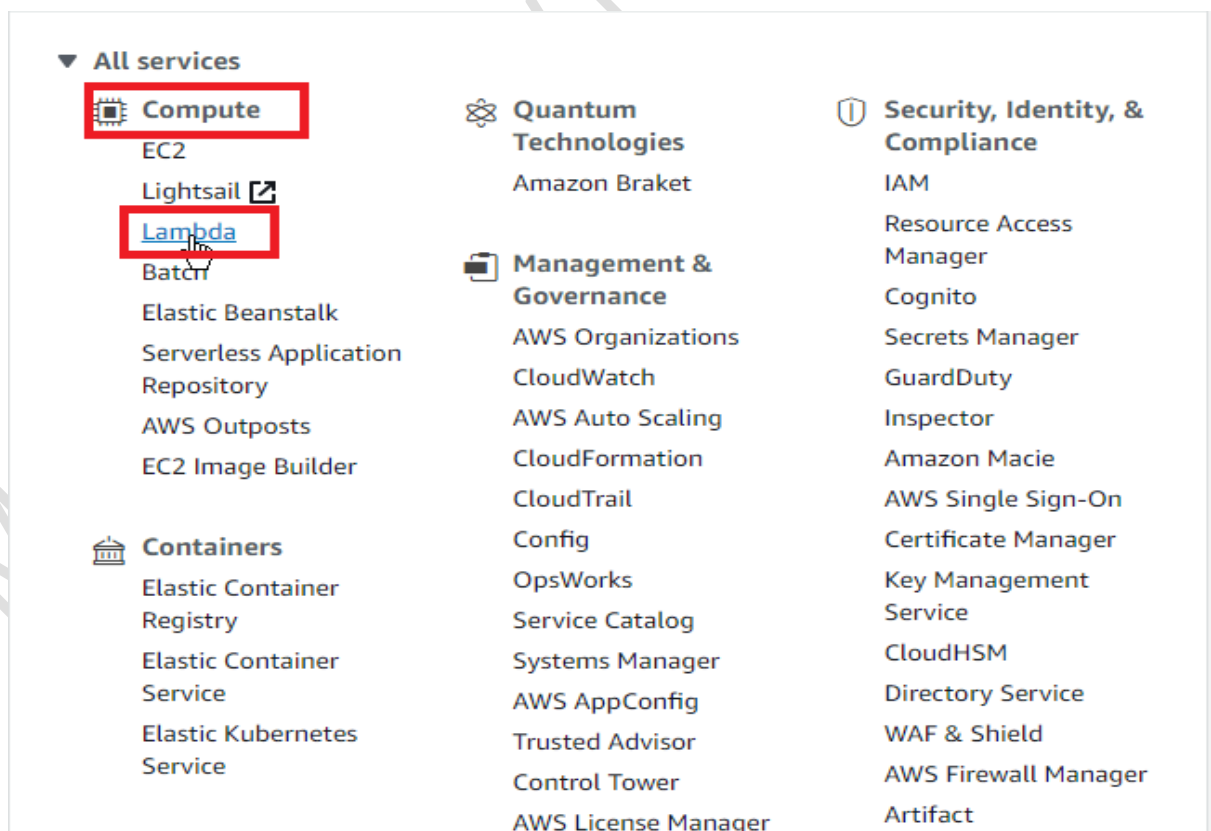 All services
Compute
EC2
Lightsail
Lambda
Batch
Elastic Beanstalk
Serverless Application
Repository
AWS Outposts
EC2 Image Builder
Containers
Elastic Container
Registry
Elastic Container
Service
Elastic Kubernetes
Service
Quantum
Technologies
Amazon Braket
Management &
Governance
AWS Organizations
CloudWatch
AWS Auto Scaling
CloudFormation
CloudTrail
Config
OpsWorks
Service Catalog
Systems Manager
AWS AppConfig
Trusted Advisor
Control Tower
AWS License Manager
Security, Identity, &
Compliance
IAM
Resource Access
Manager
Cognito
Secrets Manager
GuardDuty
Inspector
Amazon Macie
AWS Single Sign-On
Certificate Manager
Key Management
Service
CloudHSM
Directory Service
WAF & Shield
AWS Firewall Manager
Artifact